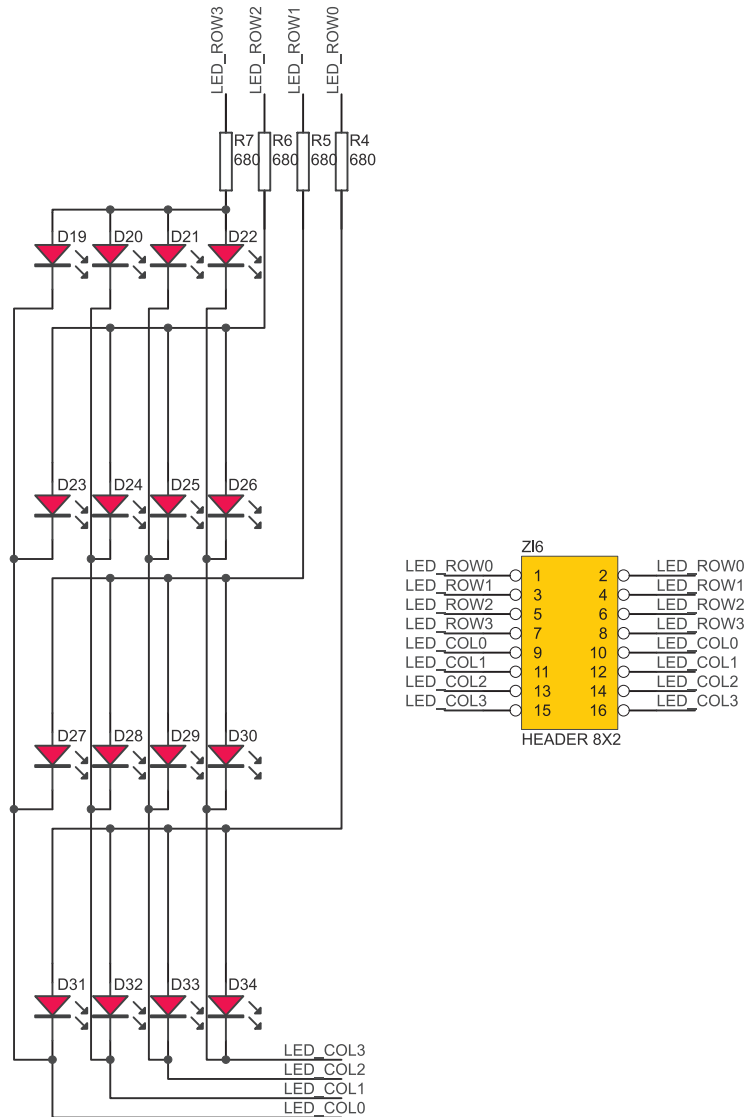 LED_ROW3
LED_ROW2
LED_ROW1
LED_ROW0
R7 R6 R5 R4
680 680 680 680
D19 D20 D21 D22
D23 D24 D25 D26
ZI6
LED_ROW0 1 2 LED_ROW0
LED_ROW1 3 4 LED_ROW1
LED_ROW2 5 6 LED_ROW2
LED_ROW3 7 8 LED_ROW3
LED_COL0 9 10 LED_COL0
LED_COL1 11 12 LED_COL1
LED_COL2 13 14 LED_COL2
LED_COL3 15 16 LED_COL3
HEADER 8X2
D27 D28 D29 D30
D31 D32 D33 D34
LED_COL3
LED_COL2
LED_COL1
LED_COL0